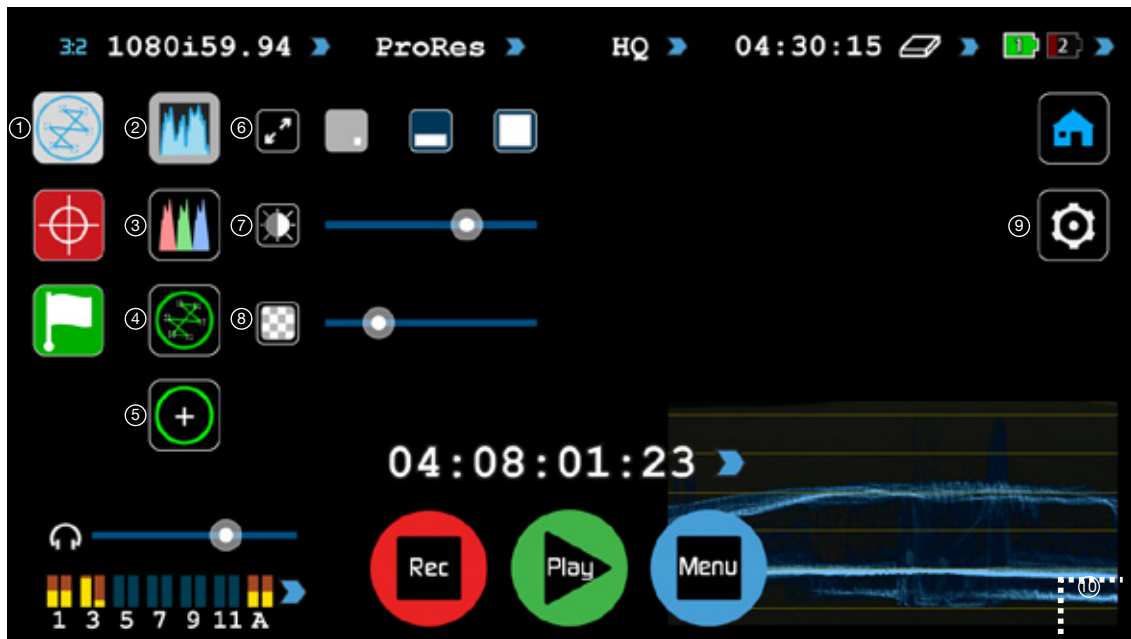 3:2 1080i59.94 ProRes HQ 04:30:15 1 2
① ② ⑥
③ ⑦ ⑨
④ ⑧
⑤
04:08:01:23
Rec Play Menu
⑩
1 3 5 7 9 11 A